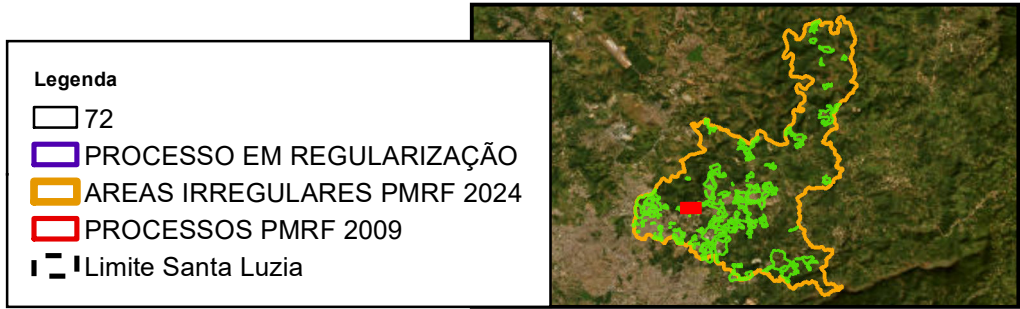 Legenda
72
PROCESSO EM REGULARIZAÇÃO
AREAS IRREGULARES PMRF 2024
PROCESSOS PMRF 2009
Limite Santa Luzia